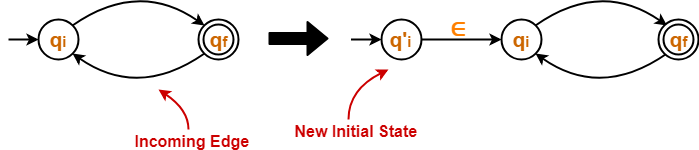 qi
qf
q'i
∈
qi
qf
Incoming Edge
New Initial State